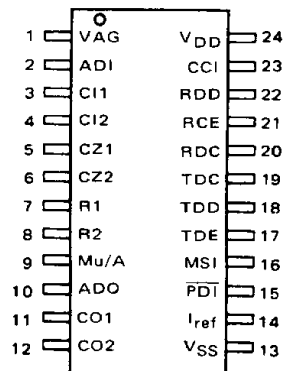 1 VAG VDD 24
2 ADI CCI 23
3 CI1 RDD 22
4 CI2 RCE 21
5 CZ1 RDC 20
6 CZ2 TDC 19
7 R1 TDD 18
8 R2 TDE 17
9 Mu/A MSI 16
10 ADO PDI 15
11 CO1 Iref 14
12 CO2 VSS 13